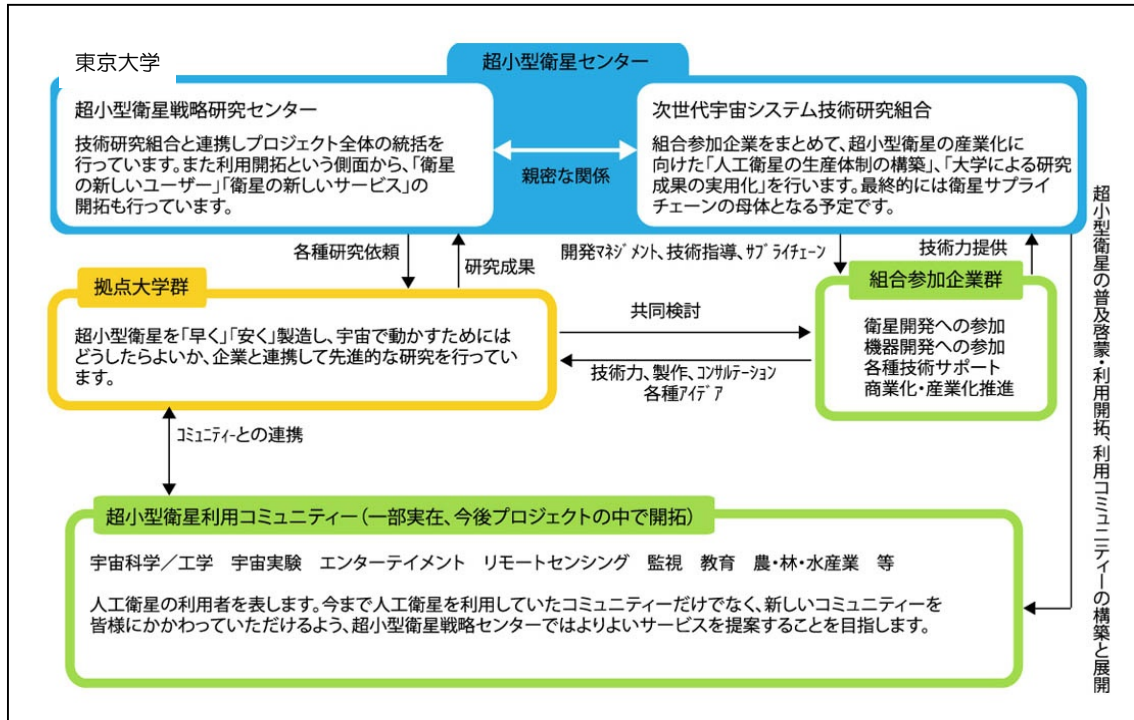 東京大学
超小型衛星センター
超小型衛星戦略研究センター
技術研究組合と連携しプロジェクト全体の統括を
行っています。また利用開拓という側面から、「衛星
の新しいユーザー」「衛星の新しいサービス」の
開拓も行っています。
親密な関係
次世代宇宙システム技術研究組合
組合参加企業をまとめて、超小型衛星の産業化に
向けた「人工衛星の生産体制の構築」、「大学による研究
成果の実用化」を行います。最終的には衛星サプライ
チェーンの母体となる予定です。
各種研究依頼
研究成果
開発マネジメント、技術指導、サプライチェーン
技術力提供
拠点大学群
超小型衛星を「早く」「安く」製造し、宇宙で動かすためには
どうしたらよいか、企業と連携して先進的な研究を行ってい
ます。
共同検討
技術力、製作、コンサルテーション
各種アイデア
組合参加企業群
衛星開発への参加
機器開発への参加
各種技術サポート
商業化・産業化推進
コミュニティーとの連携
超小型衛星利用コミュニティー（一部実在、今後プロジェクトの中で開拓）
宇宙科学／工学　宇宙実験　エンターテイメント　リモートセンシング　監視　教育　農・林・水産業　等
人工衛星の利用者を表します。今まで人工衛星を利用していたコミュニティーだけでなく、新しいコミュニティーを
皆様にかかわっていただけるよう、超小型衛星戦略センターではよりよいサービスを提案することを目指します。
超小型衛星の普及啓蒙・利用開拓、利用コミュニティーの構築と展開